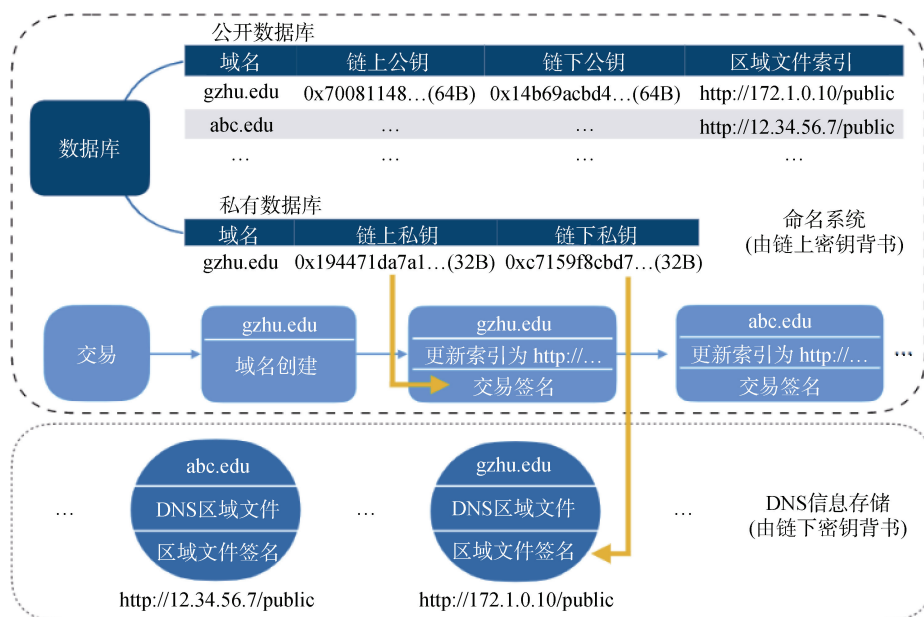 公开数据库
域名 链上公钥 链下公钥 区域文件索引
gzhu.edu 0x70081148…(64B) 0x14b69acbd4…(64B) http://172.1.0.10/public
abc.edu … … http://12.34.56.7/public
… … … …
数据库
私有数据库
域名 链上私钥 链下私钥
gzhu.edu 0x194471da7a1…(32B) 0xc7159f8cbd7…(32B)
命名系统
(由链上密钥背书)
交易
gzhu.edu
域名创建
gzhu.edu
更新索引为 http://…
交易签名
abc.edu
更新索引为 http://…
交易签名
…
…
abc.edu
DNS区域文件
区域文件签名
http://12.34.56.7/public
…
gzhu.edu
DNS区域文件
区域文件签名
http://172.1.0.10/public
…
DNS信息存储
(由链下密钥背书)